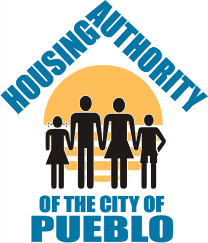 HOUSING AUTHORITY
OF THE CITY OF
PUEBLO